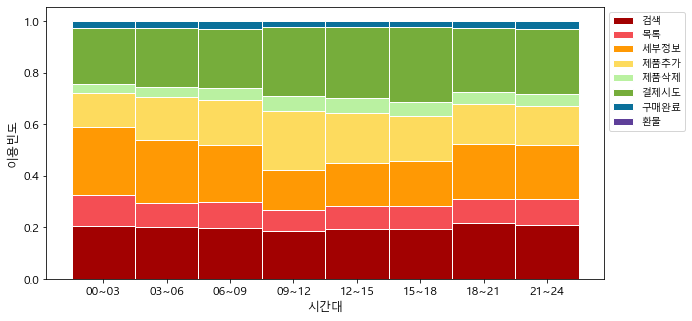 1.0
0.8
0.6
0.4
0.2
0.0
이용빈도
00~03 03~06 06~09 09~12 12~15 15~18 18~21 21~24
시간대
검색
목록
세부정보
제품추가
제품삭제
결제시도
구매완료
환불